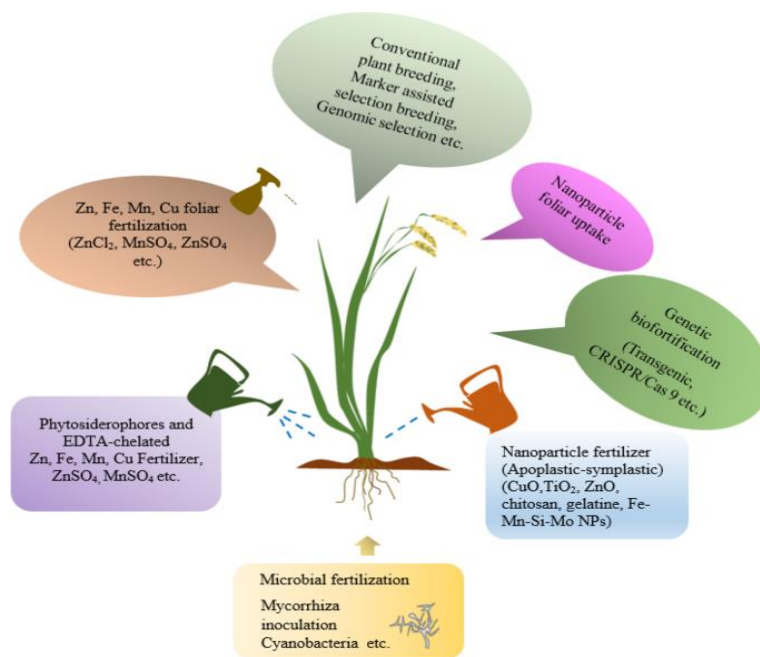 Conventional
plant breeding,
Marker assisted
selection breeding,
Genomic selection etc.
Zn, Fe, Mn, Cu foliar
fertilization
(ZnCl₂, MnSO₄, ZnSO₄
etc.)
Nanoparticle
foliar uptake
Genetic
biofortification
(Transgenic,
CRISPR/Cas 9 etc.)
Phytosiderophores and
EDTA-chelated
Zn, Fe, Mn, Cu Fertilizer,
ZnSO₄, MnSO₄ etc.
Nanoparticle fertilizer
(Apoplastic-symplastic)
(CuO,TiO₂, ZnO,
chitosan, gelatine, Fe-
Mn-Si-Mo NPs)
Microbial fertilization
Mycorrhiza
inoculation
Cyanobacteria etc.